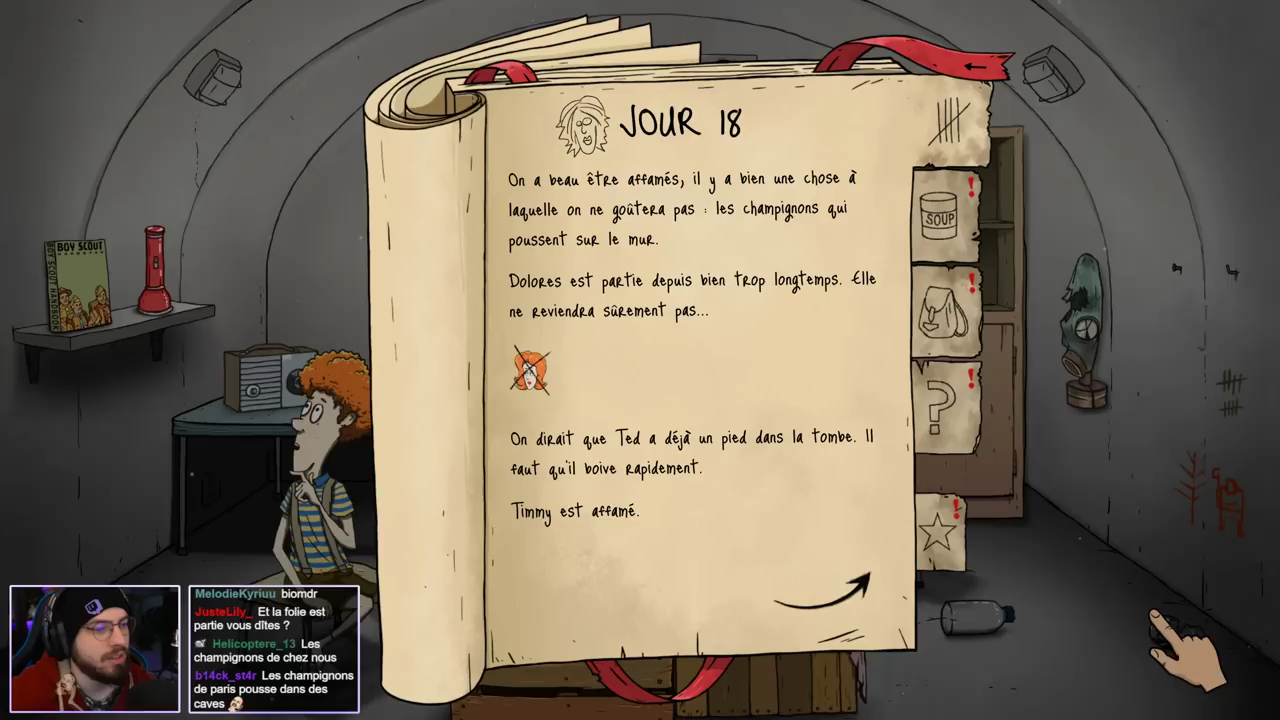 JOUR 18
On a beau être affamés, il y a bien une chose à
laquelle on ne goûtera pas : les champignons qui
poussent sur le mur.
Dolores est partie depuis bien trop longtemps. Elle
ne reviendra sûrement pas...
On dirait que Ted a déjà un pied dans la tombe. Il
faut qu'il boive rapidement.
Timmy est affamé.
SOUP
!
!
?
!
!
BOY SCOUT
BOY SCOUT HANDBOOK
MelodieKyriuu biomdr
JusteLily_ Et la folie est
partie vous dîtes ?
Helicoptere_13 Les
champignons de chez nous
b14ck_st4r Les champignons
de paris pousse dans des
caves